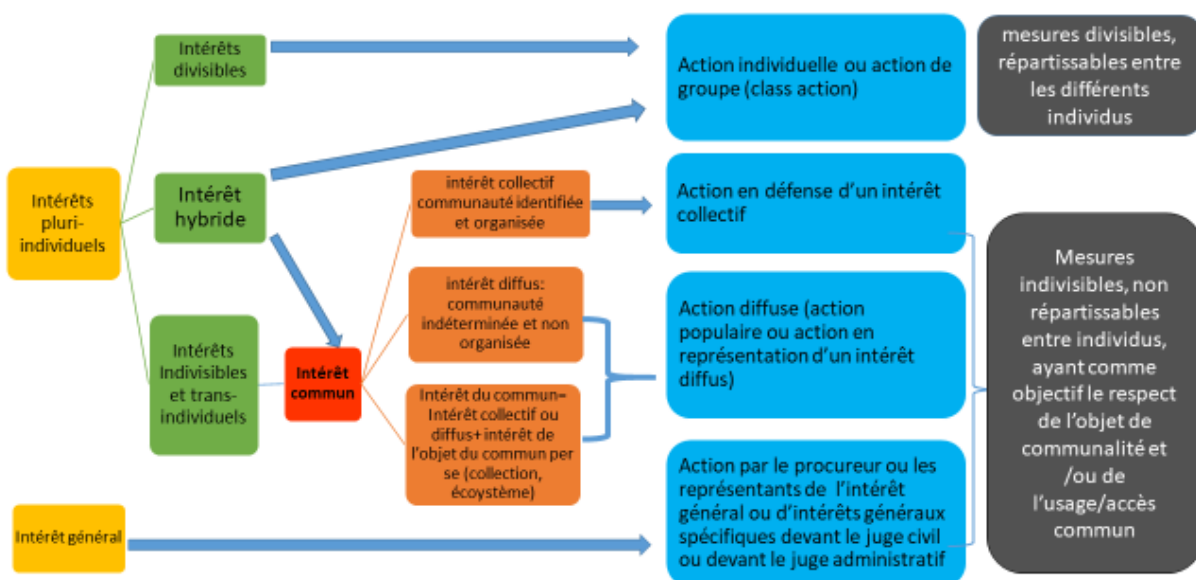 Intérêts
divisibles
Action individuelle ou action de
groupe (class action)
mesures divisibles,
répartissables entre
les différents
individus
Intérêts
pluri-
individuels
Intérêt
hybride
intérêt collectif
communauté identifiée
et organisée
Action en défense d'un intérêt
collectif
intérêt diffus:
communauté
indéterminée et non
organisée
Action diffuse (action
populaire ou action en
représentation d'un intérêt
diffus)
Intérêts
Indivisibles
et trans-
individuels
Intérêt
commun
Intérêt du commun=
Intérêt collectif ou
diffus+ intérêt de
l'objet du commun per
se (collection,
écoystème)
Mesures
indivisibles, non
répartissables
entre individus,
ayant comme
objectif le respect
de l'objet de
communalité et
/ou de
l'usage/accès
commun
Intérêt général
Action par le procureur ou les
représentants de l'intérêt
général ou d'intérêts généraux
spécifiques devant le juge civil
ou devant le juge administratif